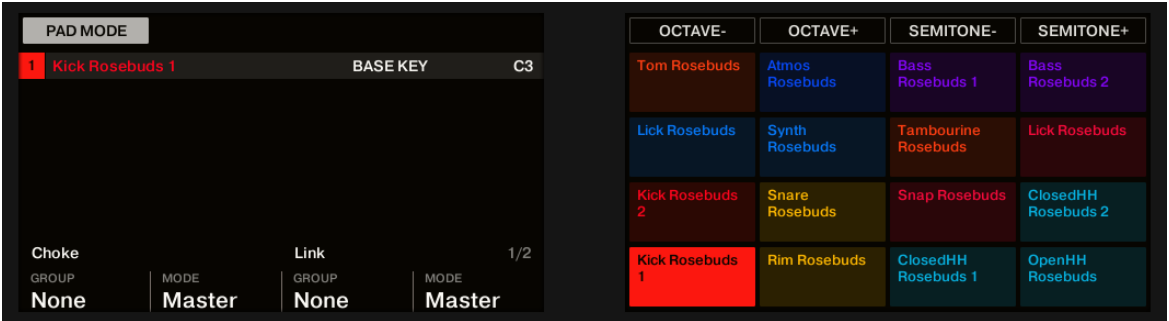 PAD MODE
1 Kick Rosebuds 1 BASE KEY C3
Choke Link 1/2
GROUP MODE GROUP MODE
None Master None Master
OCTAVE- OCTAVE+ SEMITONE- SEMITONE+
Tom Rosebuds
Atmos
Rosebuds
Bass
Rosebuds 1
Bass
Rosebuds 2
Lick Rosebuds
Synth
Rosebuds
Tambourine
Rosebuds
Lick Rosebuds
Kick Rosebuds
2
Snare
Rosebuds
Snap Rosebuds
ClosedHH
Rosebuds 2
Kick Rosebuds
1
Rim Rosebuds
ClosedHH
Rosebuds 1
OpenHH
Rosebuds